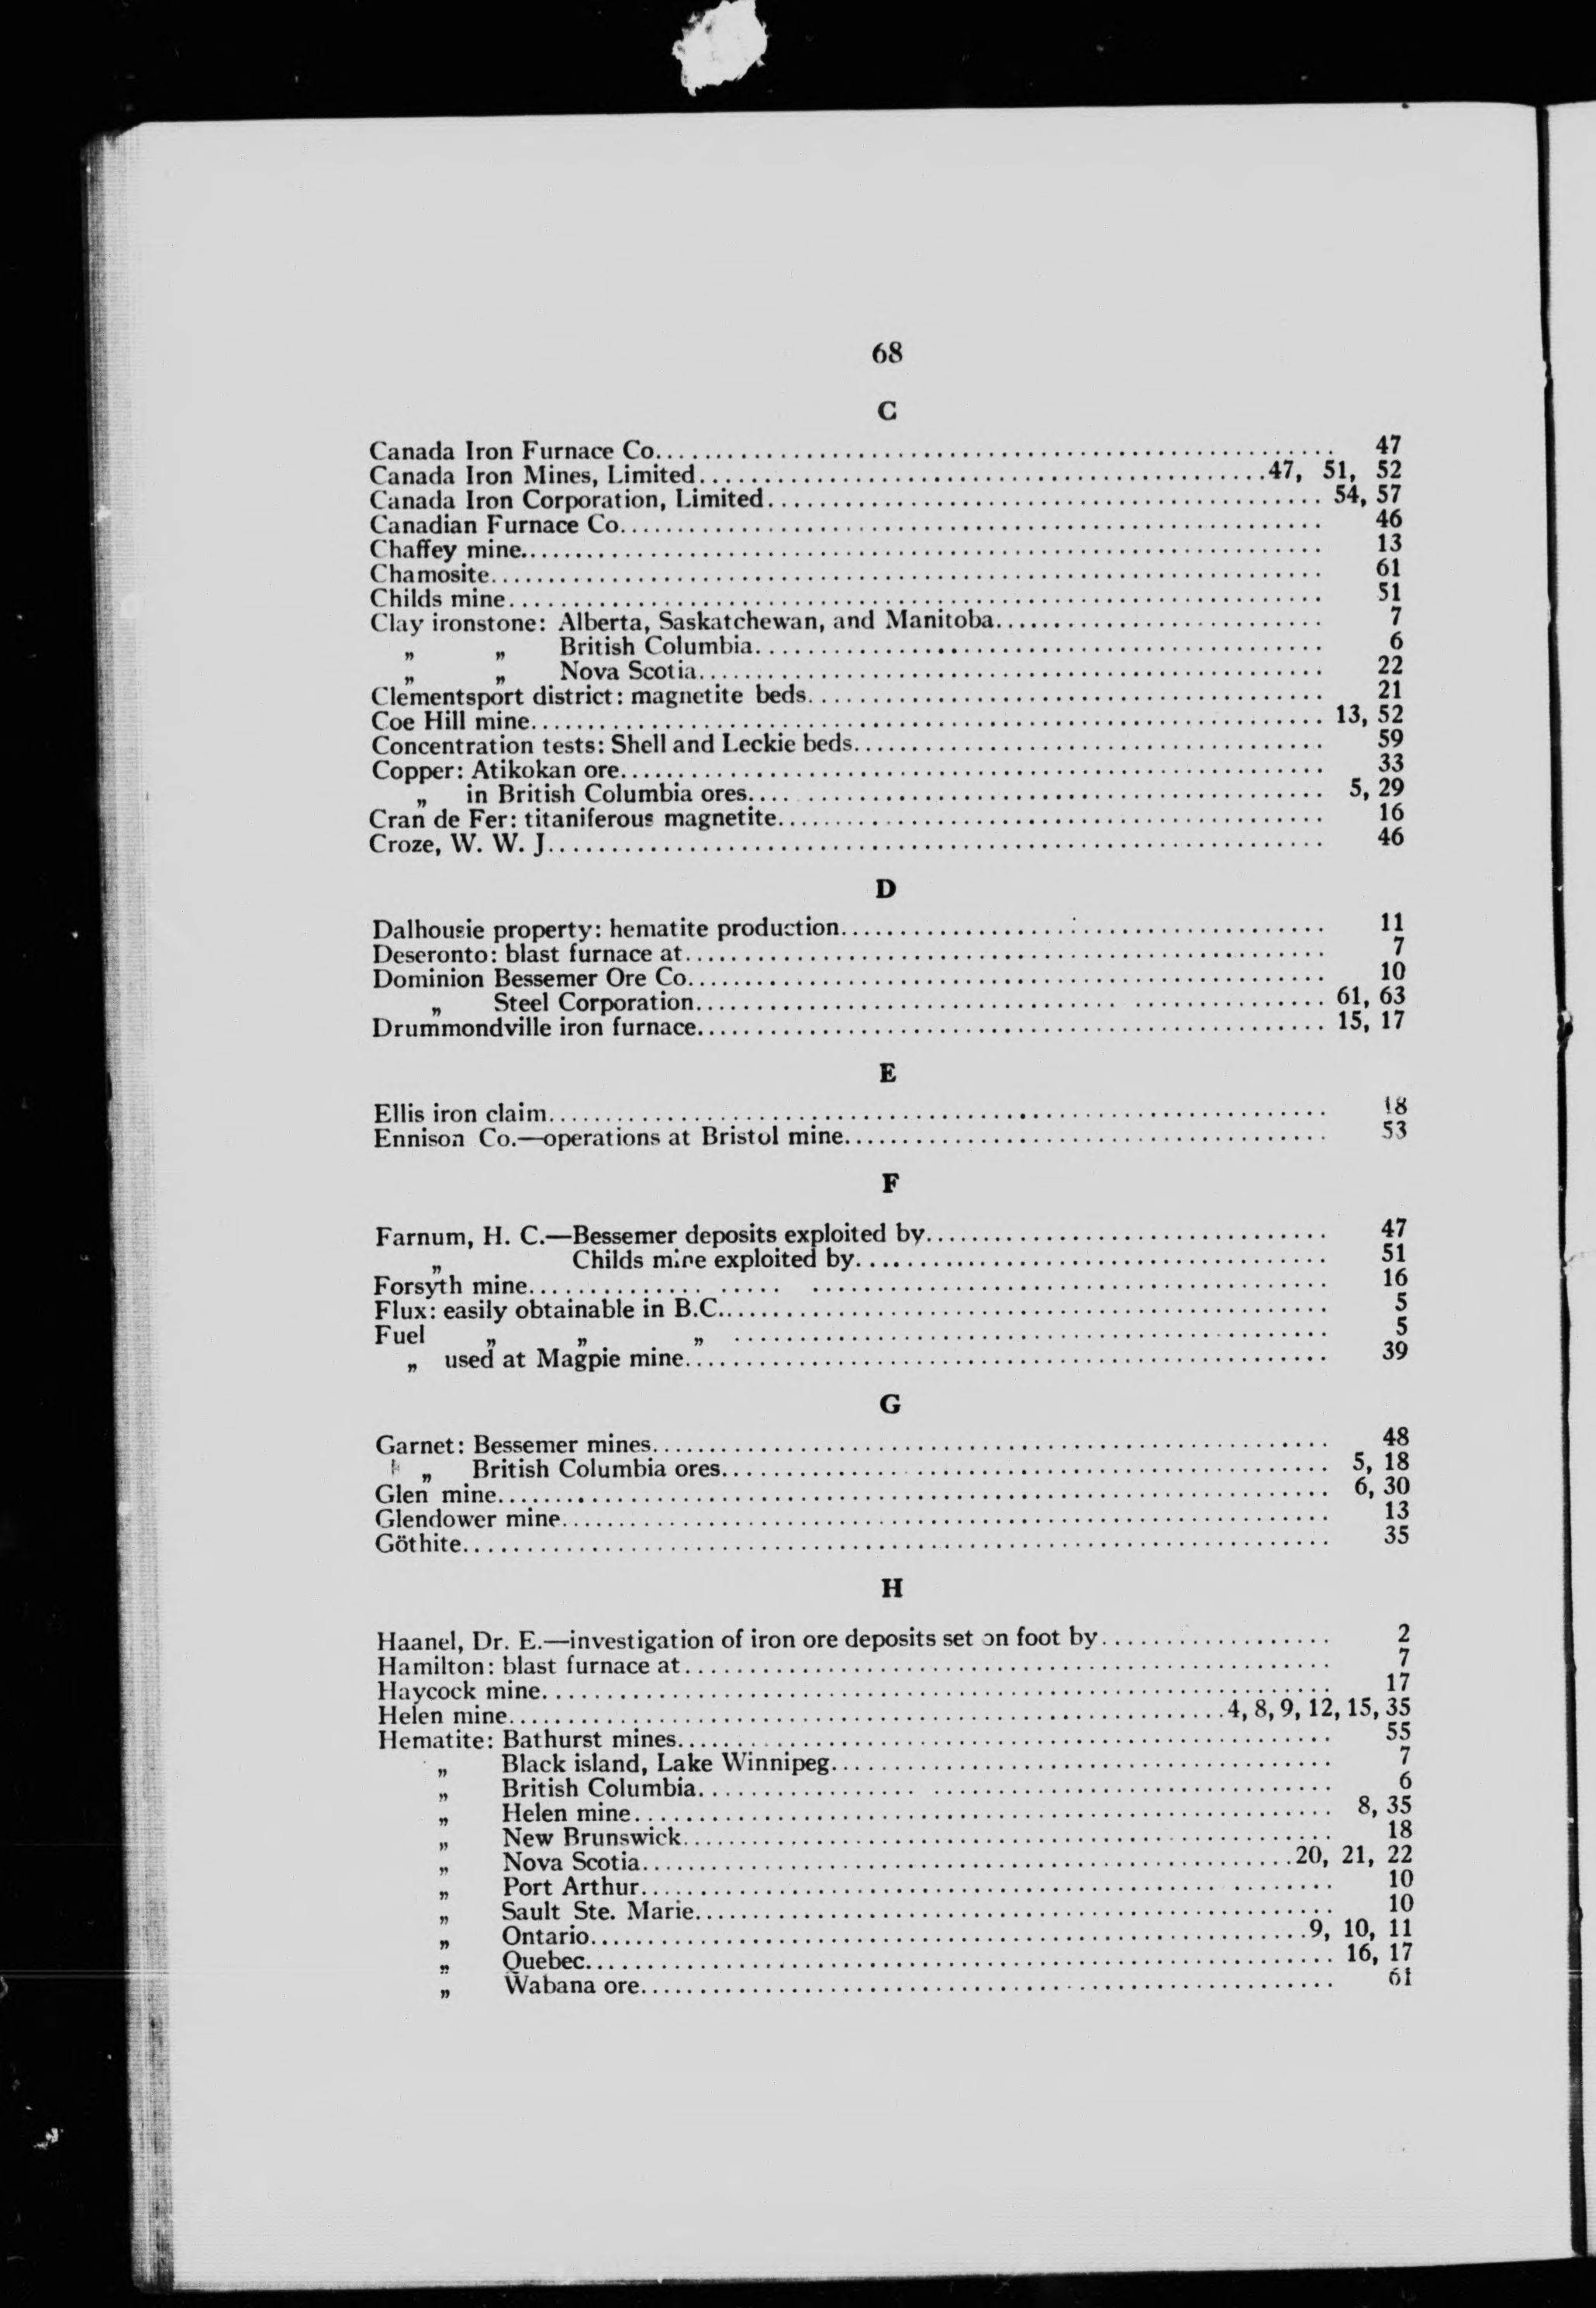 68
C
Canada Iron Furnace Co. 47
Canada Iron Mines, Limited. 47, 51, 52
Canada Iron Corporation, Limited. 54, 57
Canadian Furnace Co. 46
Chaffey mine. 13
Chamosite. 61
Childs mine. 51
Clay ironstone: Alberta, Saskatchewan, and Manitoba. 7
„ „ British Columbia. 6
„ „ Nova Scotia. 22
Clementsport district: magnetite beds. 21
Coe Hill mine. 13, 52
Concentration tests: Shell and Leckie beds. 59
Copper: Atikokan ore. 33
„ in British Columbia ores. 5, 29
Cran de Fer: titaniferous magnetite. 16
Croze, W. W. J. 46
D
Dalhousie property: hematite production. 11
Deseronto: blast furnace at. 7
Dominion Bessemer Ore Co. 10
„ Steel Corporation. 61, 63
Drummondville iron furnace. 15, 17
E
Ellis iron claim. 18
Ennison Co.—operations at Bristol mine. 53
F
Farnum, H. C.—Bessemer deposits exploited by. 47
„ Childs mine exploited by. 51
Forsyth mine. 16
Flux: easily obtainable in B.C. 5
Fuel „ „ „ 5
„ used at Magpie mine. 39
G
Garnet: Bessemer mines. 48
„ British Columbia ores. 5, 18
Glen mine. 6, 30
Glendower mine. 13
Göthite. 35
H
Haanel, Dr. E.—investigation of iron ore deposits set on foot by. 2
Hamilton: blast furnace at. 7
Haycock mine. 17
Helen mine. 4, 8, 9, 12, 15, 35
Hematite: Bathurst mines. 55
„ Black island, Lake Winnipeg. 7
„ British Columbia. 6
„ Helen mine. 8, 35
„ New Brunswick. 18
„ Nova Scotia. 20, 21, 22
„ Port Arthur. 10
„ Sault Ste. Marie. 10
„ Ontario. 9, 10, 11
„ Quebec. 16, 17
„ Wabana ore. 61